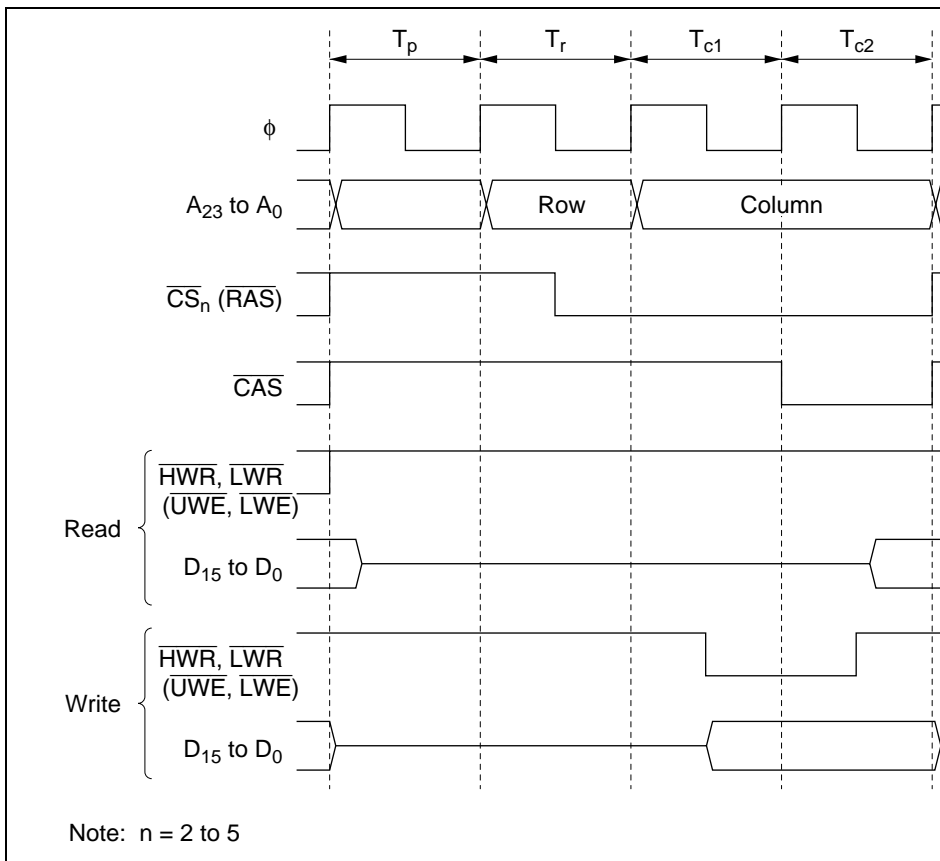 Tp Tr Tc1 Tc2
ϕ
A23 to A0 Row Column
CSn (RAS)
CAS
HWR, LWR
(UWE, LWE)
Read
D15 to D0
HWR, LWR
(UWE, LWE)
Write
D15 to D0
Note: n = 2 to 5